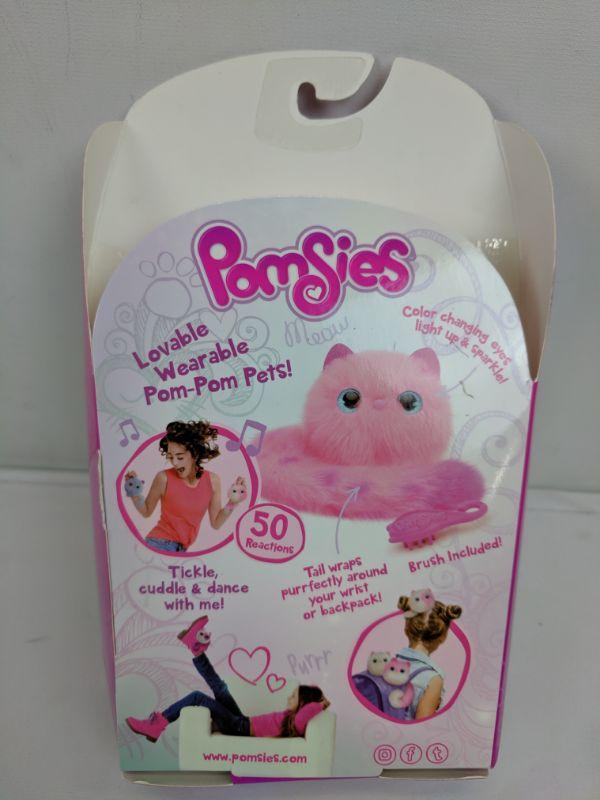 PomSies
Meow
Color changing eyes
light up & sparkle!
Lovable
Wearable
Pom-Pom Pets!
50
Reactions
Tickle,
cuddle & dance
with me!
Tail wraps
purrfectly around
your wrist
or backpack!
Brush Included!
Purrr
www.pomsies.com